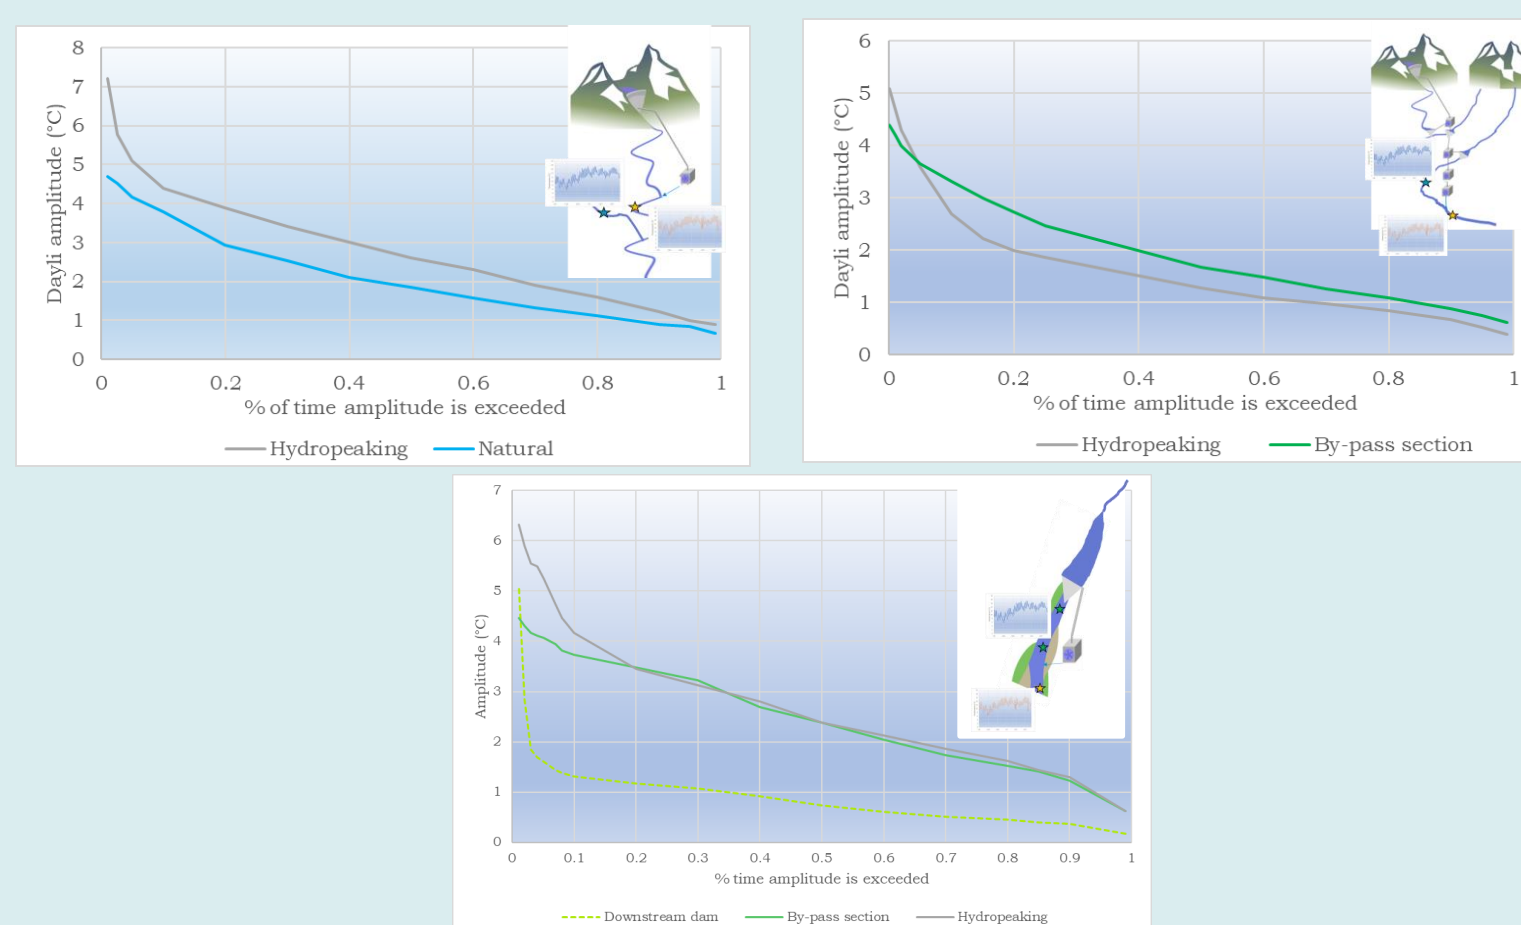 8
7
6
5
4
3
2
1
0
Dayli amplitude (°C)
0 0.2 0.4 0.6 0.8 1
% of time amplitude is exceeded
Hydropeaking Natural
6
5
4
3
2
1
0
Dayli amplitude (°C)
0 0.2 0.4 0.6 0.8 1
% of time amplitude is exceeded
Hydropeaking By-pass section
7
6
5
4
3
2
1
0
Amplitude (°C)
0 0.1 0.2 0.3 0.4 0.5 0.6 0.7 0.8 0.9 1
% time amplitude is exceeded
Downstream dam By-pass section Hydropeaking